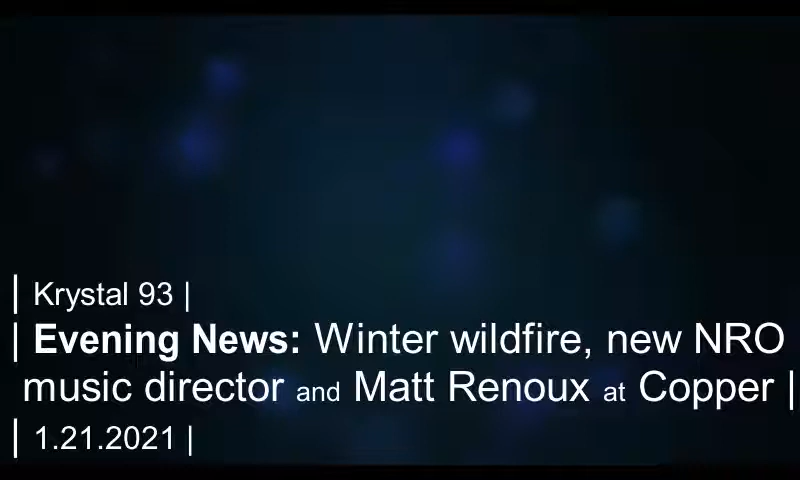 | Krystal 93 |
| Evening News: Winter wildfire, new NRO
music director and Matt Renoux at Copper |
| 1.21.2021 |